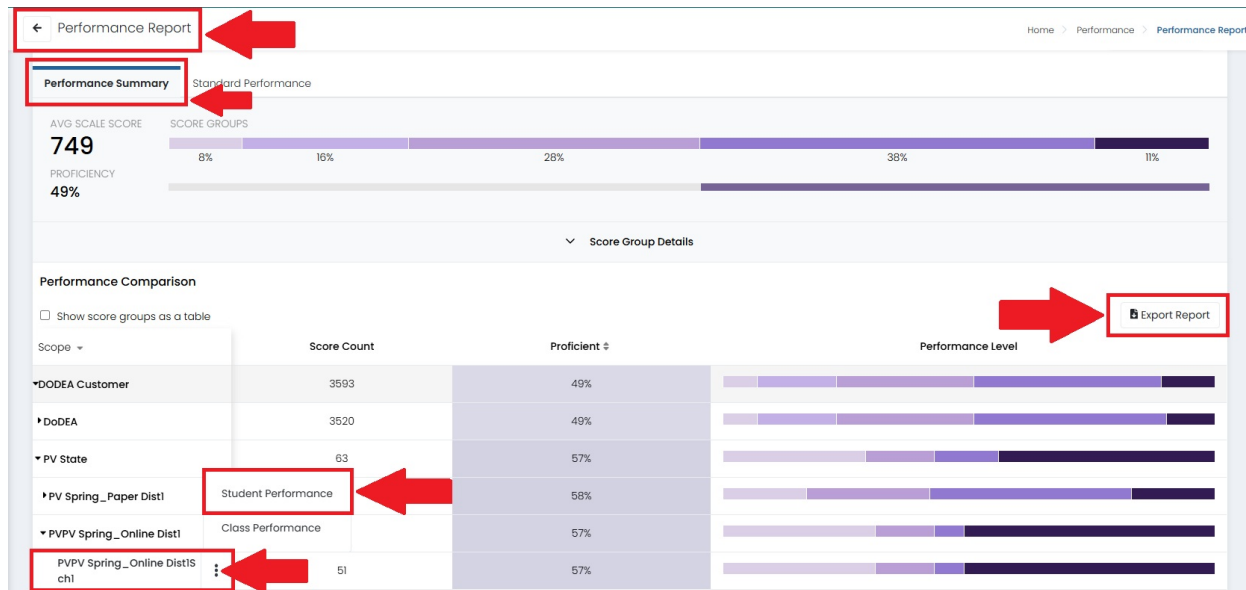 Performance Report
Home > Performance > Performance Report
Performance Summary Standard Performance
AVG SCALE SCORE SCORE GROUPS
749
8% 16% 28% 38% 11%
PROFICIENCY
49%
Score Group Details
Performance Comparison
Show score groups as a table
Export Report
Scope Score Count Proficient Performance Level
DODEA Customer 3593 49%
DoDEA 3520 49%
PV State 63 57%
PV Spring_Paper Dist1 Student Performance 58%
PVPV Spring_Online Dist1 Class Performance 57%
PVPV Spring_Online Dist1S
ch1 51 57%